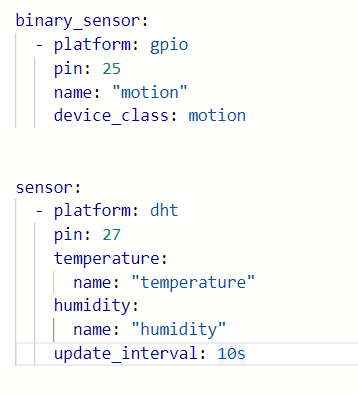 binary_sensor:
  - platform: gpio
    pin: 25
    name: "motion"
    device_class: motion
sensor:
  - platform: dht
    pin: 27
    temperature:
      name: "temperature"
    humidity:
      name: "humidity"
    update_interval: 10s